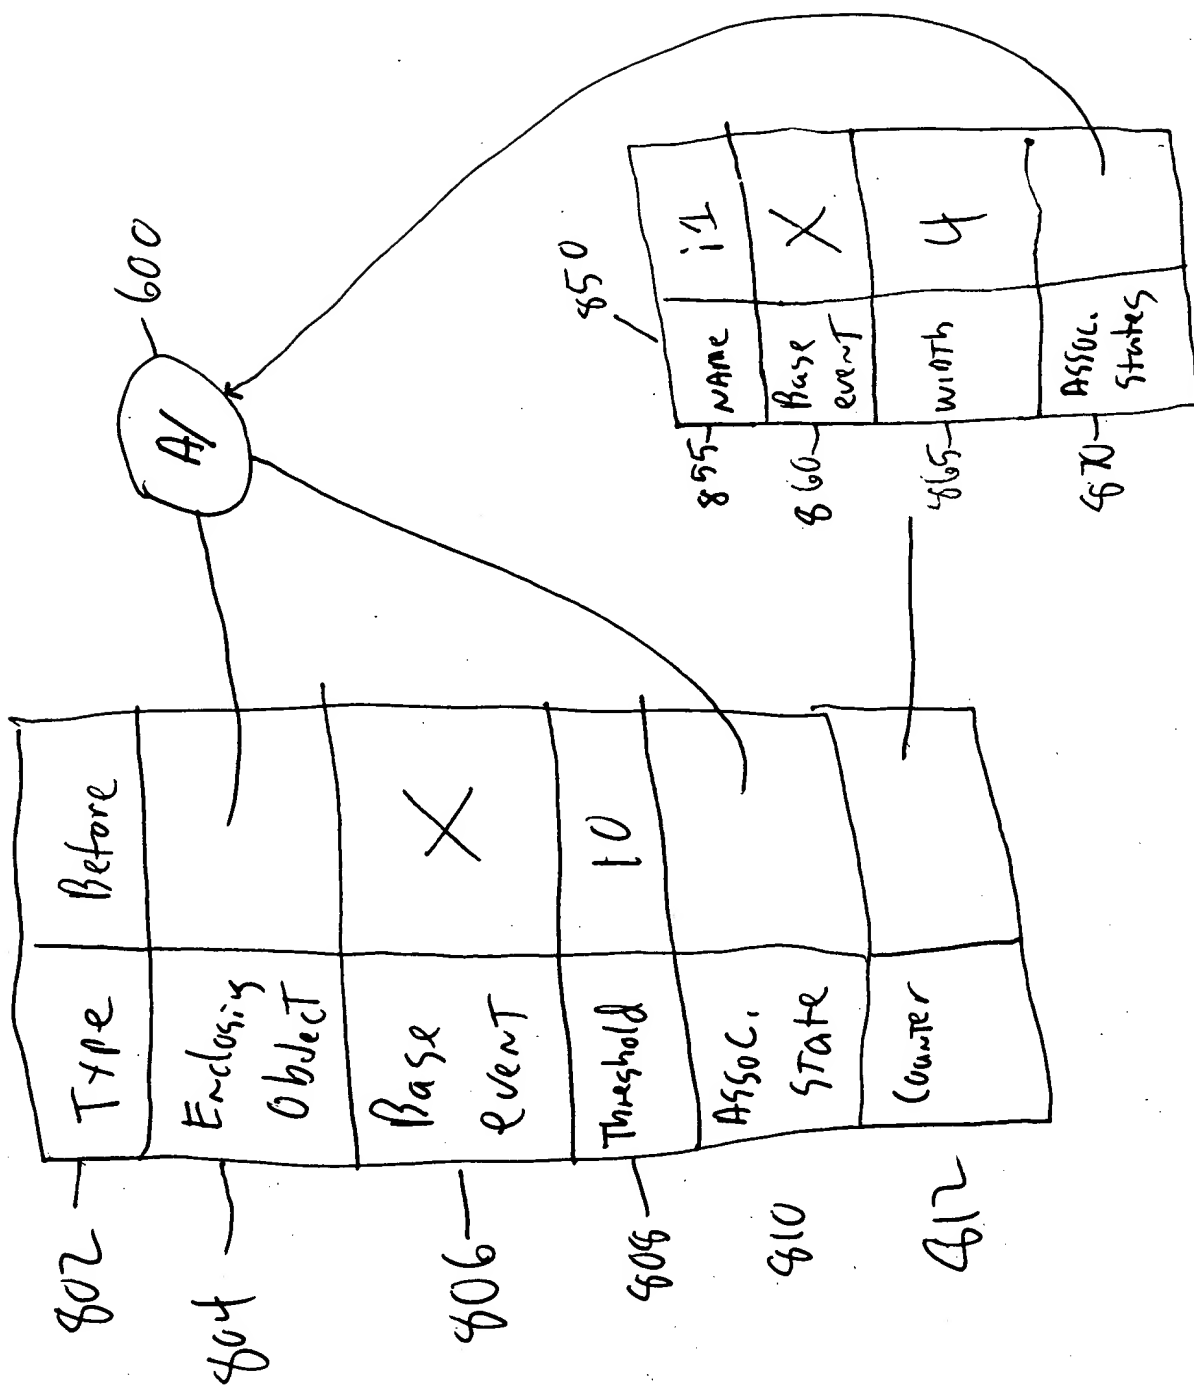 802
Type
Before
804
Enclosig
Object
806
Base
event
X
808
Threshold
10
810
Assoc.
State
812
Counter
A/
600
850
855
NAME
i1
860
Base
event
X
865
WIDTH
4
870
Assoc.
States